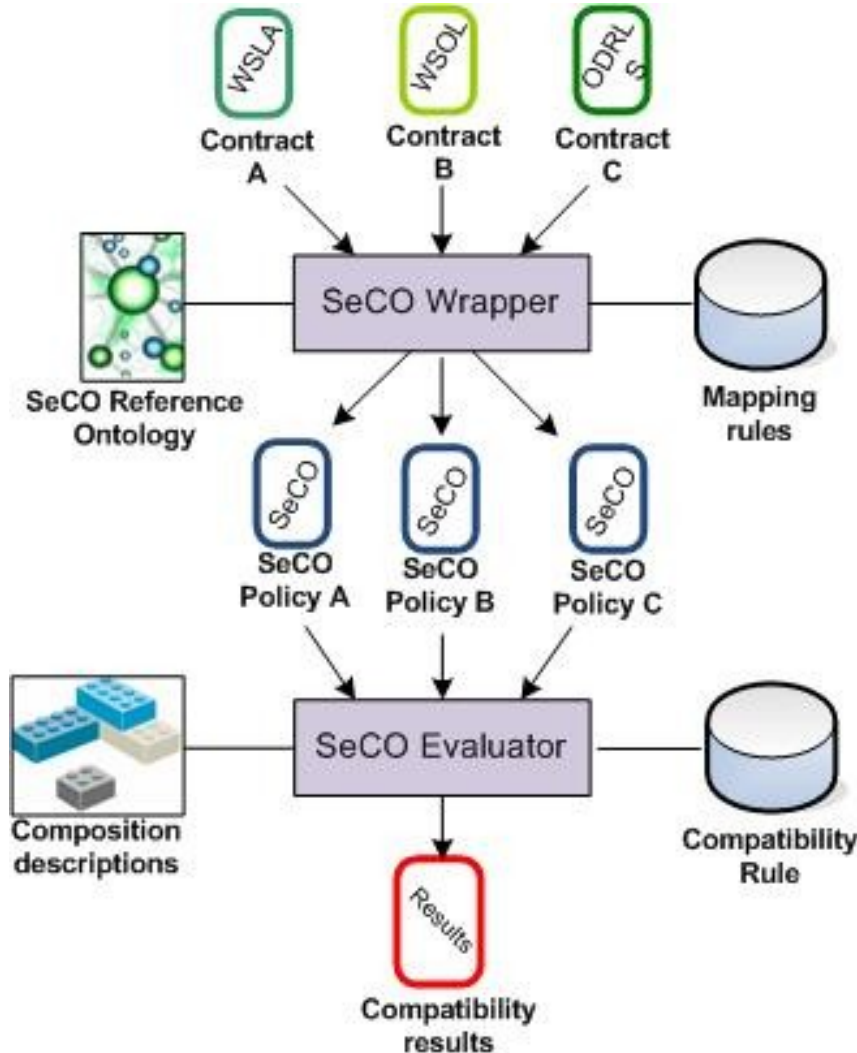 WSLA
WSOL
ODRL
S
Contract
A
Contract
B
Contract
C
SeCO Wrapper
SeCO Reference
Ontology
Mapping
rules
SeCO
SeCO
SeCO
SeCO
Policy A
SeCO
Policy B
SeCO
Policy C
SeCO Evaluator
Composition
descriptions
Compatibility
Rule
Results
Compatibility
results